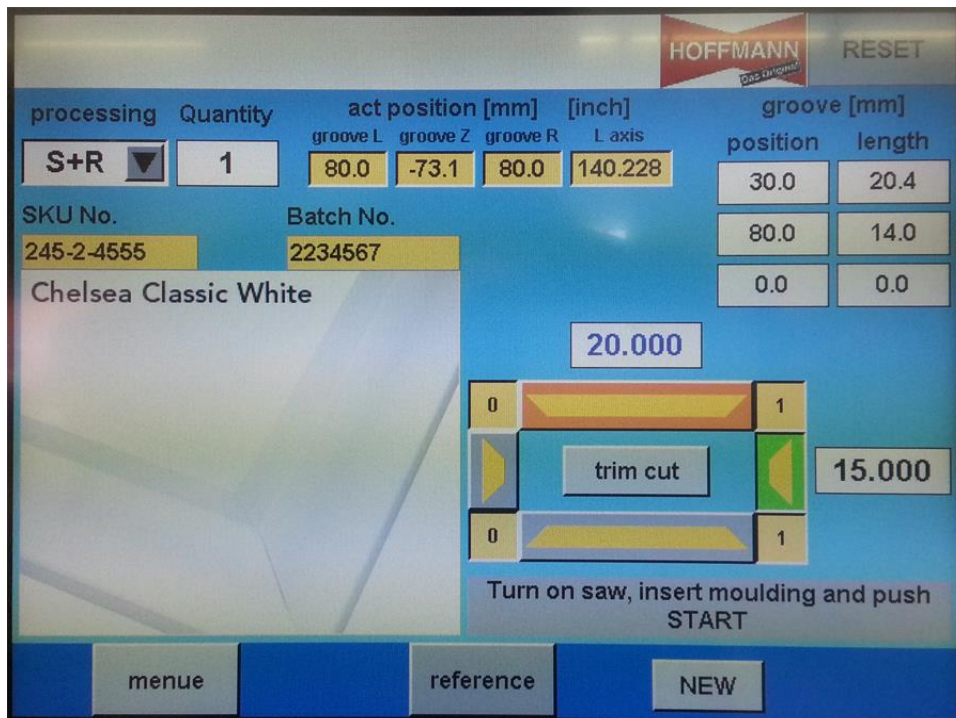 HOFFMANN
Das Original
RESET
processing Quantity act position [mm] [inch] groove [mm]
groove L groove Z groove R L axis position length
S+R 1 80.0 -73.1 80.0 140.228 30.0 20.4
SKU No. Batch No. 80.0 14.0
245-2-4555 2234567
Chelsea Classic White 0.0 0.0
20.000
0 1
trim cut 15.000
0 1
Turn on saw, insert moulding and push
START
menue reference NEW